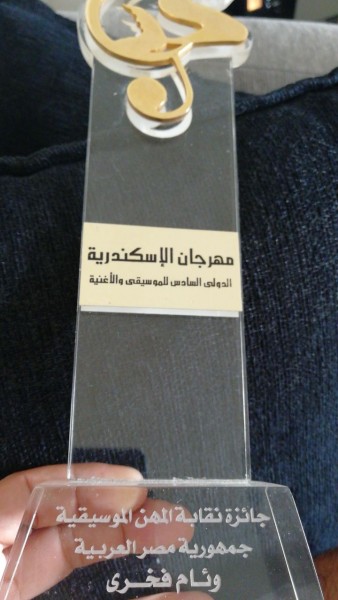 مهرجان الإسكندرية
الدولى السادس للموسيقى والأغنية
جائزة نقابة المهن الموسيقية
جمهورية مصر العربية
وئام فخرى